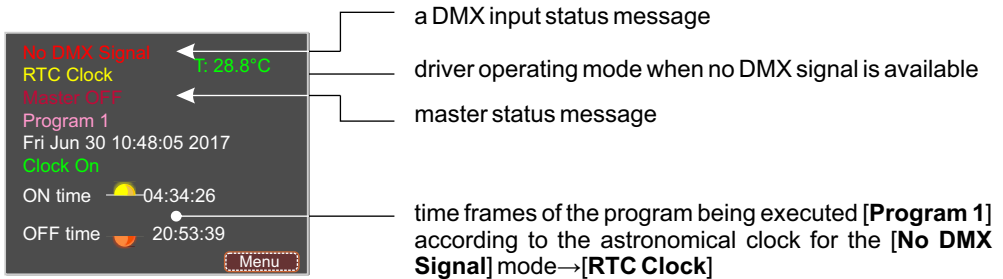 a DMX input status message
No DMX Signal
T: 28.8°C
RTC Clock
driver operating mode when no DMX signal is available
Master OFF
master status message
Program 1
Fri Jun 30 10:48:05 2017
Clock On
ON time 04:34:26
OFF time 20:53:39
Menu
time frames of the program being executed [Program 1]
according to the astronomical clock for the [No DMX
Signal] mode→[RTC Clock]